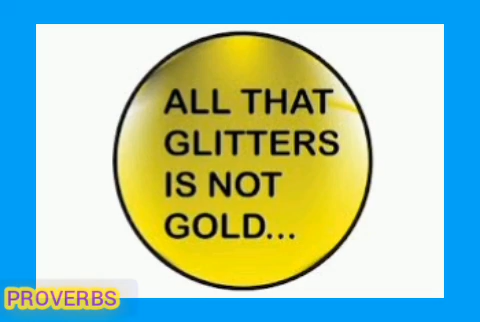 ALL THAT
GLITTERS
IS NOT
GOLD...
PROVERBS